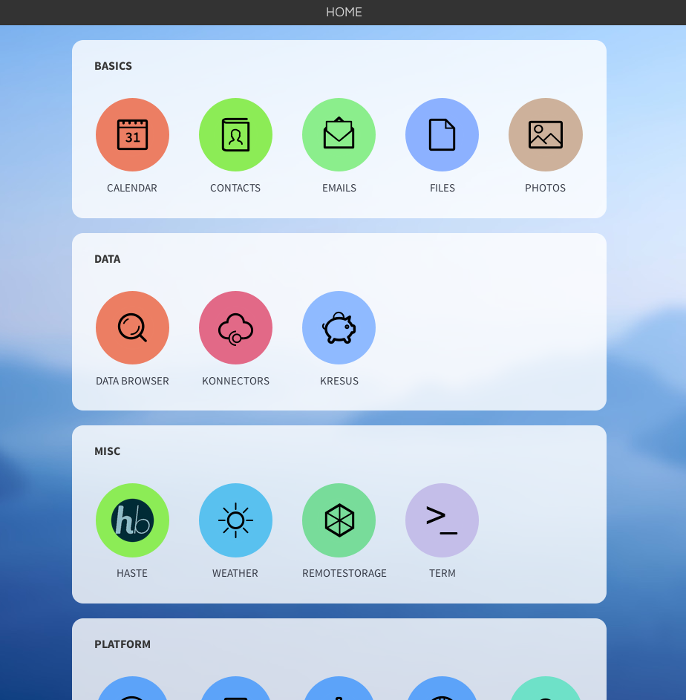 HOME
BASICS
31
CALENDAR CONTACTS EMAILS FILES PHOTOS
DATA
DATA BROWSER KONNECTORS KRESUS
MISC
hb >_
HASTE WEATHER REMOTESTORAGE TERM
PLATFORM